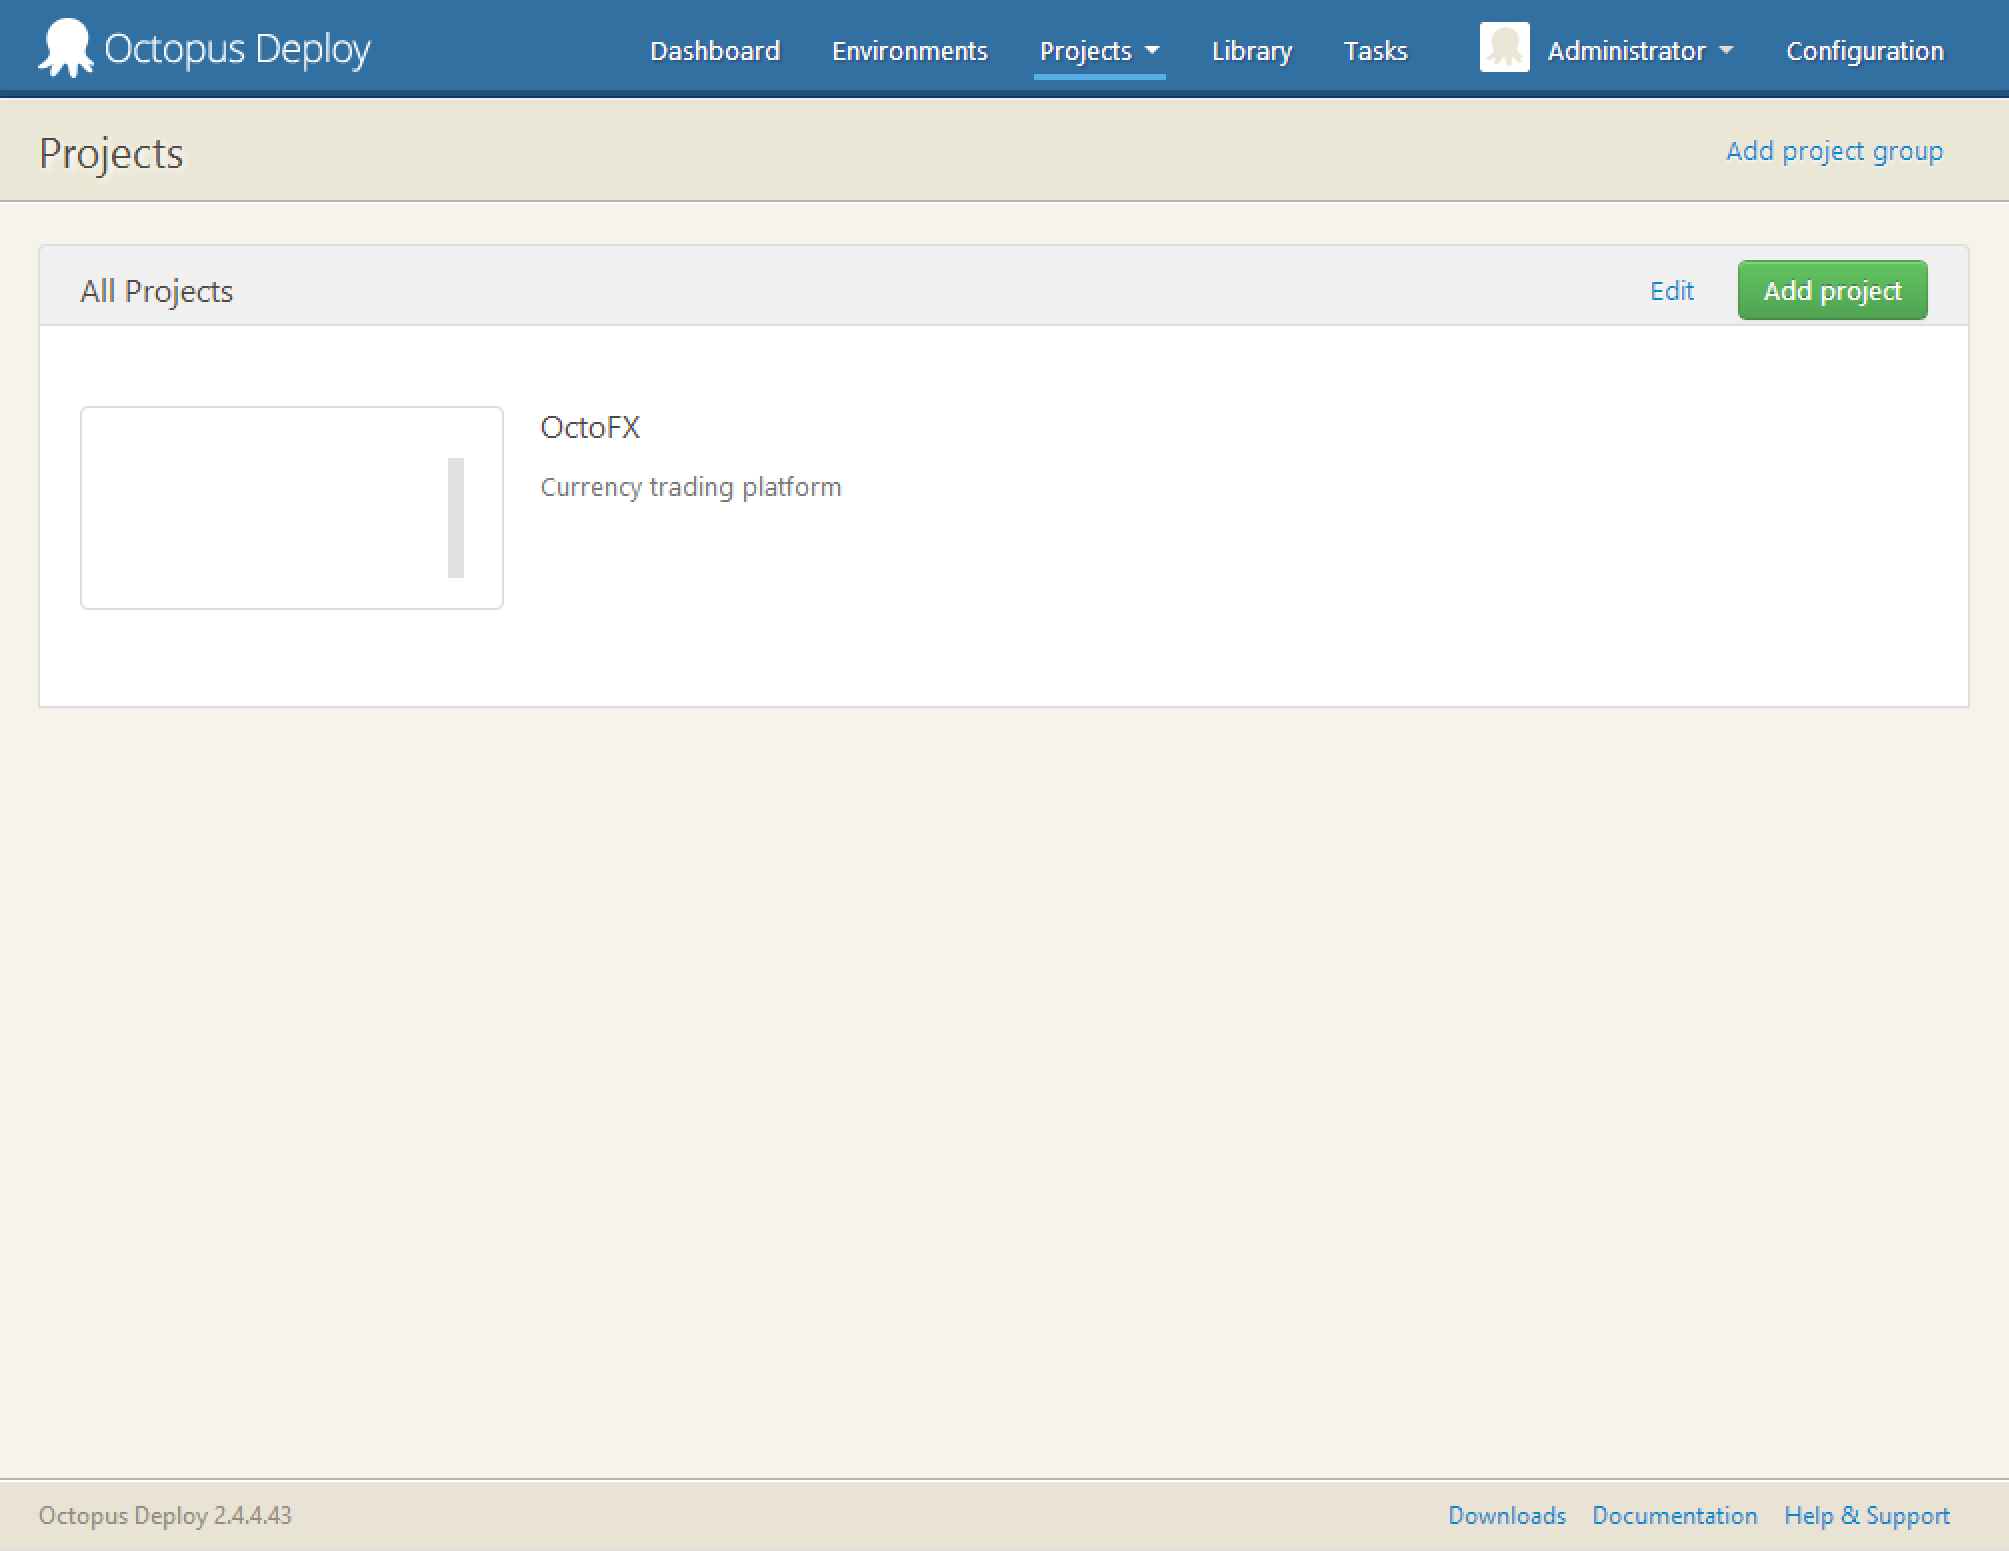 Octopus Deploy
Dashboard
Environments
Projects
Library
Tasks
Administrator
Configuration
Projects
Add project group
All Projects
Edit
Add project
OctoFX
Currency trading platform
Octopus Deploy 2.4.4.43
Downloads
Documentation
Help & Support